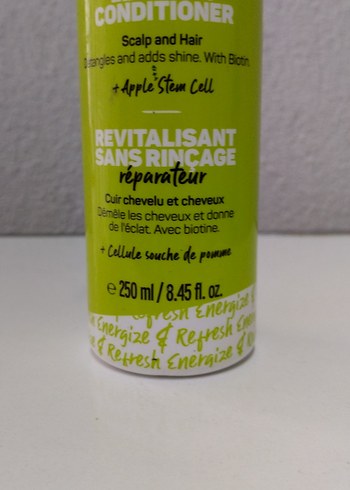 CONDITIONER
Scalp and Hair
Detangles and adds shine. With Biotin.
+ Apple Stem Cell
REVITALISANT
SANS RINÇAGE
réparateur
Cuir chevelu et cheveux
Démêle les cheveux et donne
de l'éclat. Avec biotine.
+ Cellule souche de pomme
e 250 ml / 8.45 fl. oz.
Refresh Energize &
Energize & Refresh
& Refresh Energize &